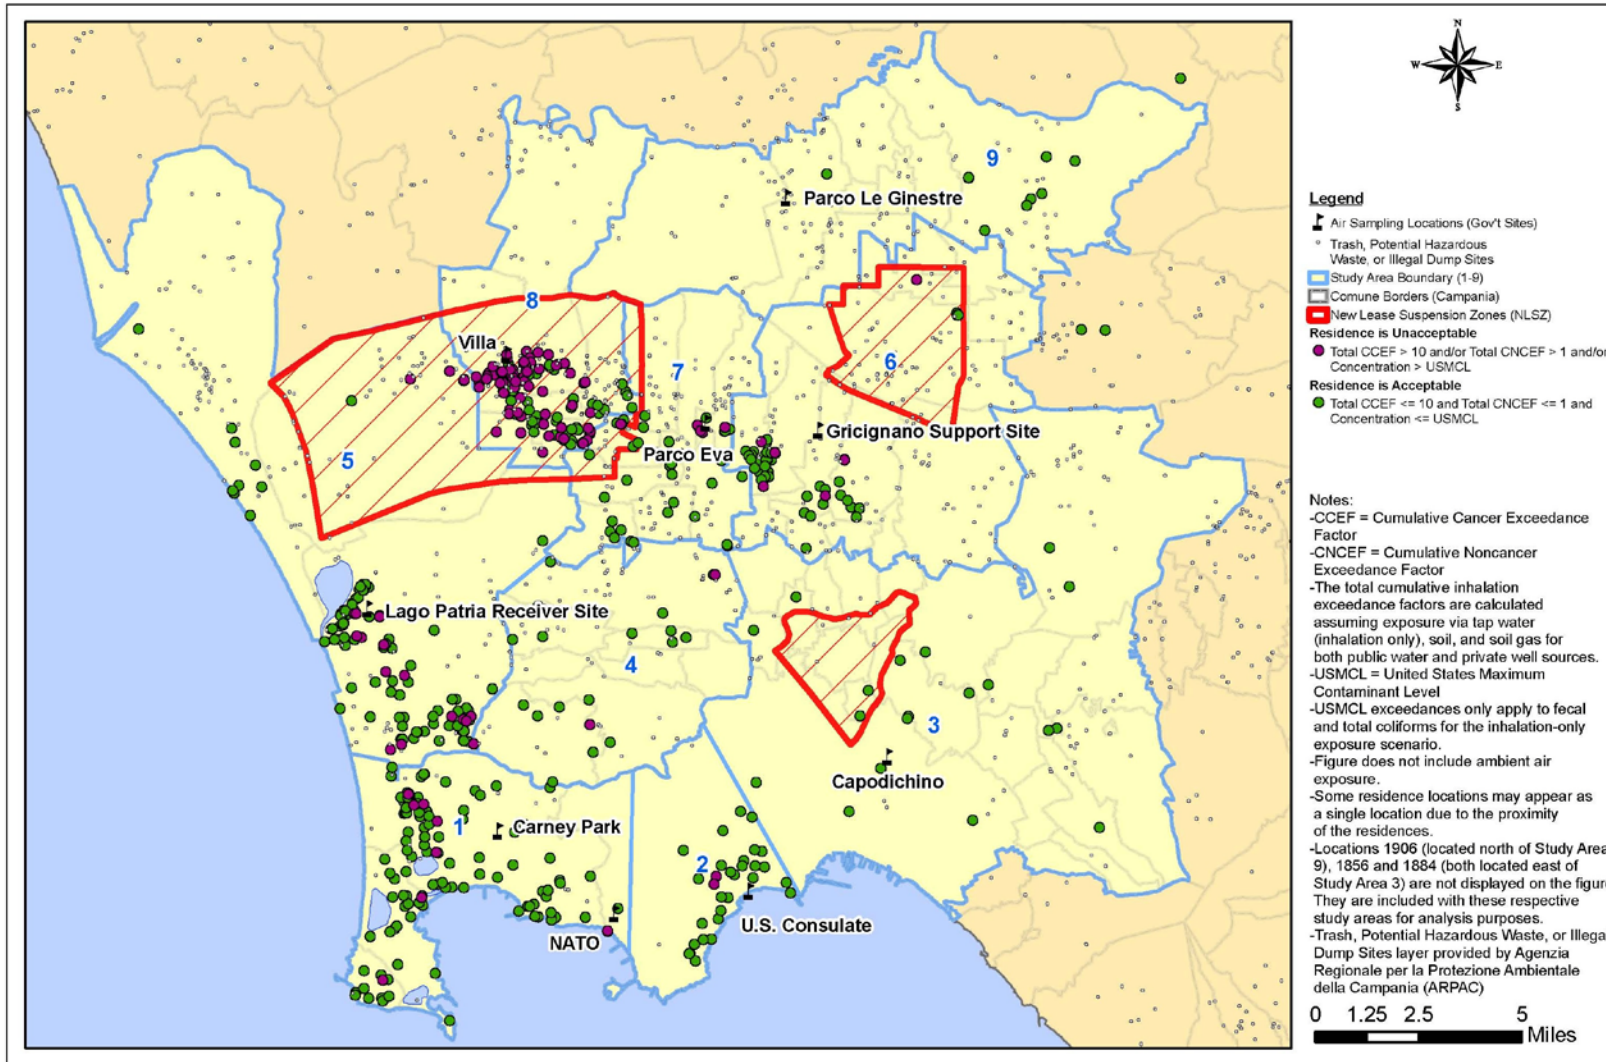 N
W
E
S
9
Parco Le Ginestre
8
Villa
7
6
Gricignano Support Site
Parco Eva
5
Lago Patria Receiver Site
4
3
Capodichino
1
Carney Park
2
U.S. Consulate
NATO
Legend
Air Sampling Locations (Gov't Sites)
Trash, Potential Hazardous
Waste, or Illegal Dump Sites
Study Area Boundary (1-9)
Comune Borders (Campania)
New Lease Suspension Zones (NLSZ)
Residence is Unacceptable
Total CCEF > 10 and/or Total CNCEF > 1 and/or
Concentration > USMCL
Residence is Acceptable
Total CCEF <= 10 and Total CNCEF <= 1 and
Concentration <= USMCL
Notes:
-CCEF = Cumulative Cancer Exceedance
Factor
-CNCEF = Cumulative Noncancer
Exceedance Factor
-The total cumulative inhalation
exceedance factors are calculated
assuming exposure via tap water
(inhalation only), soil, and soil gas for
both public water and private well sources.
-USMCL = United States Maximum
Contaminant Level
-USMCL exceedances only apply to fecal
and total coliforms for the inhalation-only
exposure scenario.
-Figure does not include ambient air
exposure.
-Some residence locations may appear as
a single location due to the proximity
of the residences.
-Locations 1906 (located north of Study Area
9), 1856 and 1884 (both located east of
Study Area 3) are not displayed on the figure
They are included with these respective
study areas for analysis purposes.
-Trash, Potential Hazardous Waste, or Illega
Dump Sites layer provided by Agenzia
Regionale per la Protezione Ambientale
della Campania (ARPAC)
0 1.25 2.5 5
Miles